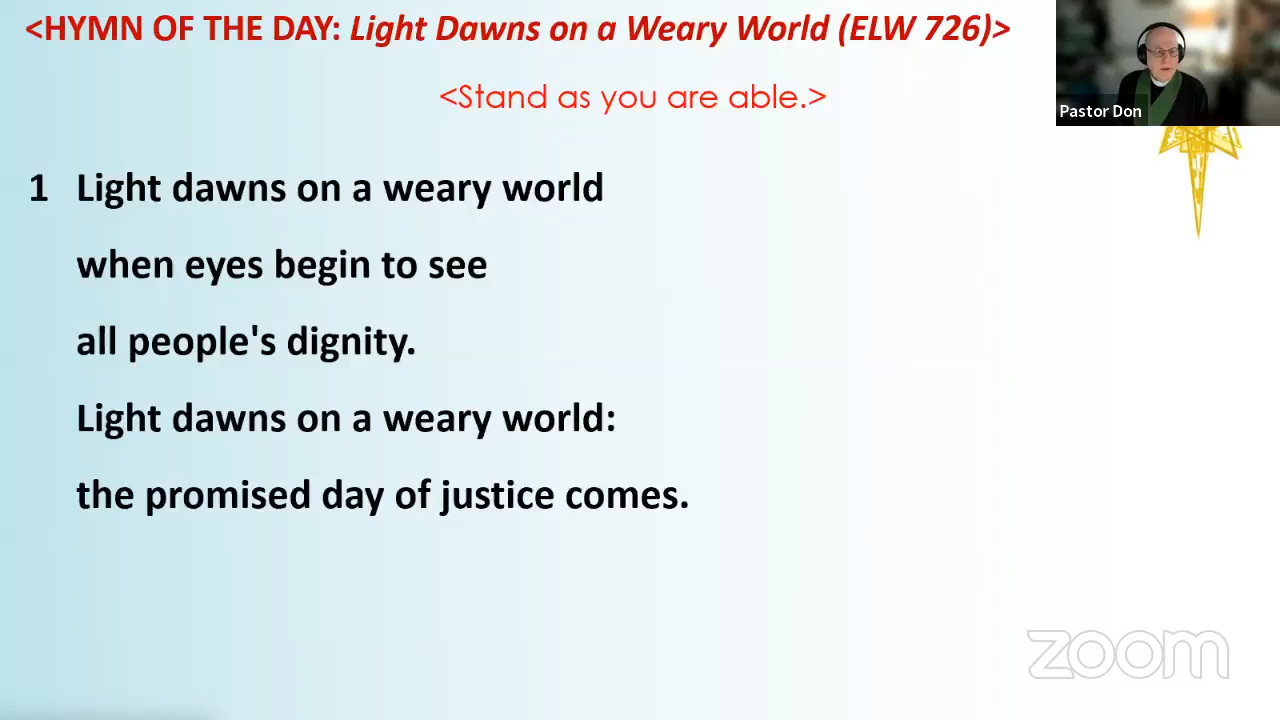 <HYMN OF THE DAY: Light Dawns on a Weary World (ELW 726)>
<Stand as you are able.>
Pastor Don
1 Light dawns on a weary world
when eyes begin to see
all people's dignity.
Light dawns on a weary world:
the promised day of justice comes.
zoom